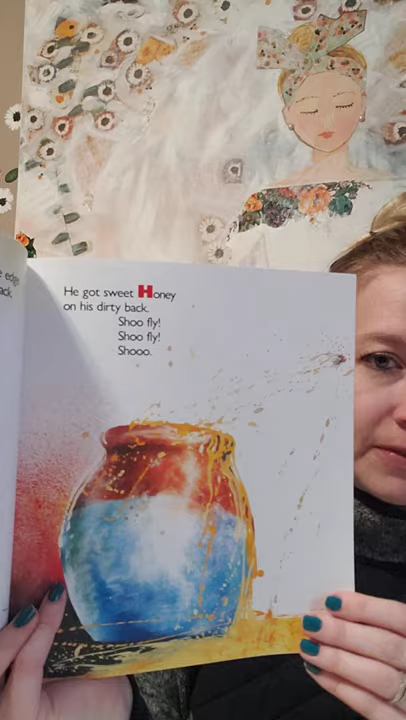 He got sweet Honey
on his dirty back.
Shoo fly!
Shoo fly!
Shooo.